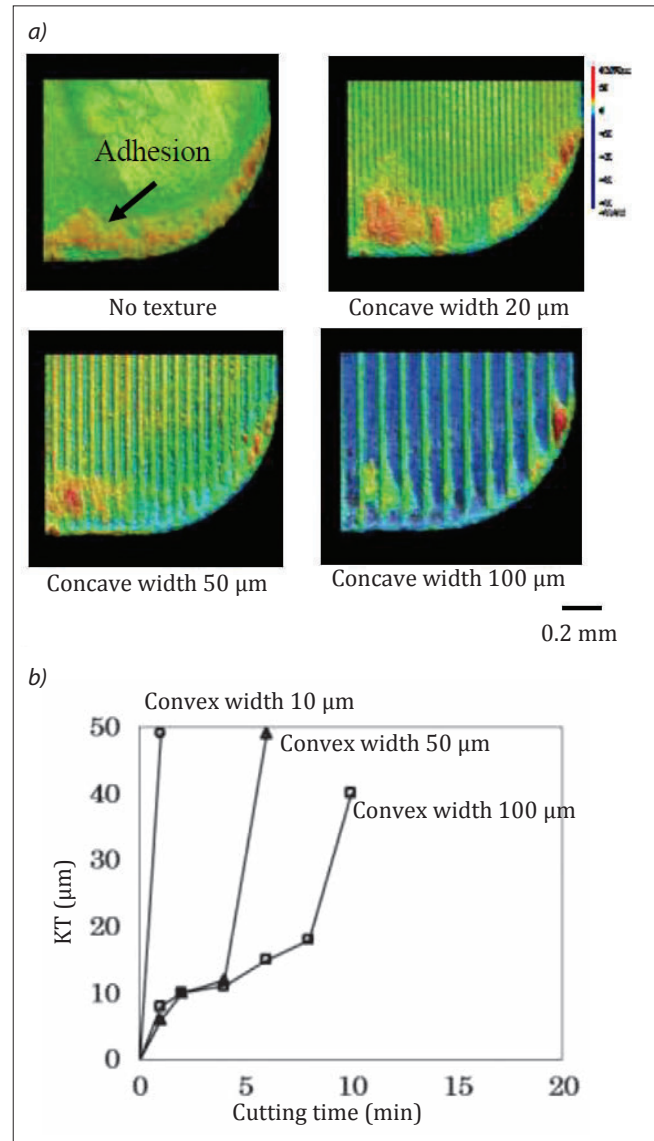 a)
Adhesion
No texture
Concave width 20 µm
Concave width 50 µm
Concave width 100 µm
0.2 mm
b)
Convex width 10 µm
Convex width 50 µm
Convex width 100 µm
50
40
30
20
10
0
KT (µm)
0 5 10 15 20
Cutting time (min)